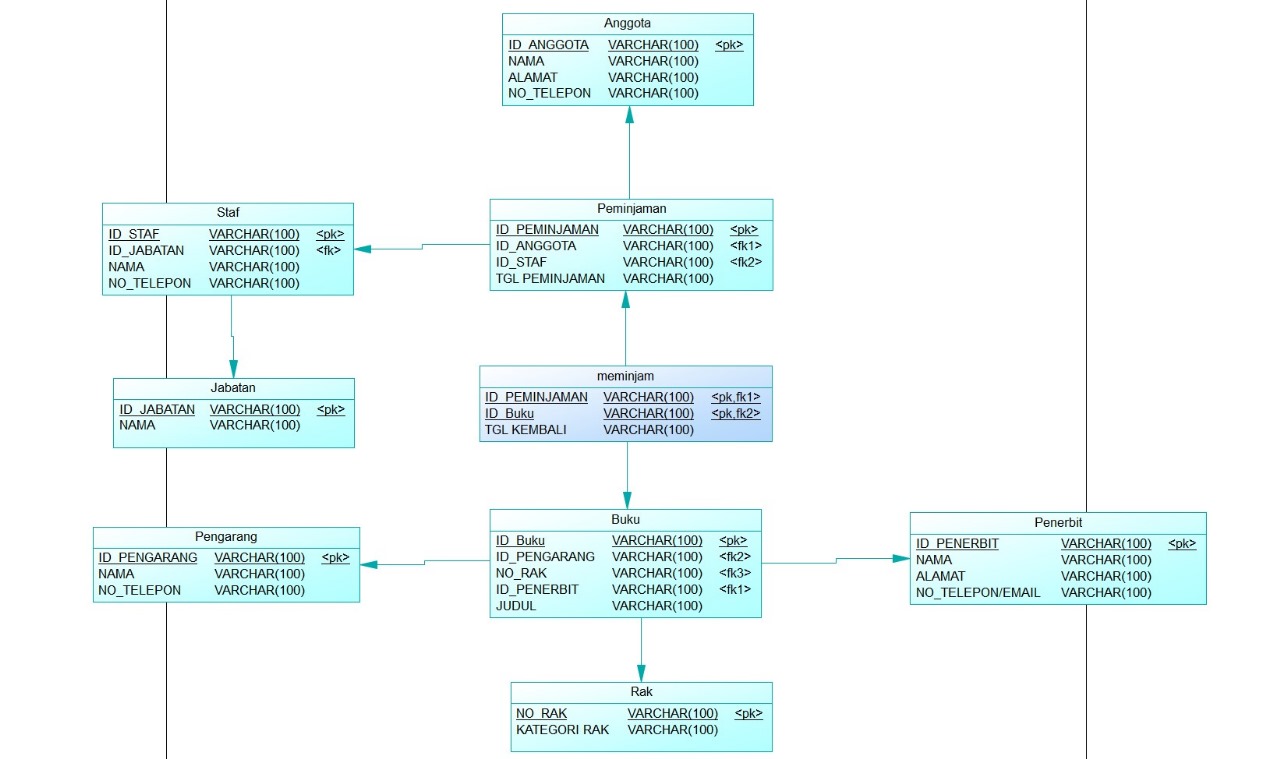 Anggota
ID_ANGGOTA VARCHAR(100) <pk>
NAMA VARCHAR(100)
ALAMAT VARCHAR(100)
NO_TELEPON VARCHAR(100)
Staf
ID_STAF VARCHAR(100) <pk>
ID_JABATAN VARCHAR(100) <fk>
NAMA VARCHAR(100)
NO_TELEPON VARCHAR(100)
Peminjaman
ID_PEMINJAMAN VARCHAR(100) <pk>
ID_ANGGOTA VARCHAR(100) <fk1>
ID_STAF VARCHAR(100) <fk2>
TGL PEMINJAMAN VARCHAR(100)
Jabatan
ID_JABATAN VARCHAR(100) <pk>
NAMA VARCHAR(100)
meminjam
ID_PEMINJAMAN VARCHAR(100) <pk,fk1>
ID_Buku VARCHAR(100) <pk,fk2>
TGL KEMBALI VARCHAR(100)
Pengarang
ID_PENGARANG VARCHAR(100) <pk>
NAMA VARCHAR(100)
NO_TELEPON VARCHAR(100)
Buku
ID_Buku VARCHAR(100) <pk>
ID_PENGARANG VARCHAR(100) <fk2>
NO_RAK VARCHAR(100) <fk3>
ID_PENERBIT VARCHAR(100) <fk1>
JUDUL VARCHAR(100)
Penerbit
ID_PENERBIT VARCHAR(100) <pk>
NAMA VARCHAR(100)
ALAMAT VARCHAR(100)
NO_TELEPON/EMAIL VARCHAR(100)
Rak
NO_RAK VARCHAR(100) <pk>
KATEGORI RAK VARCHAR(100)